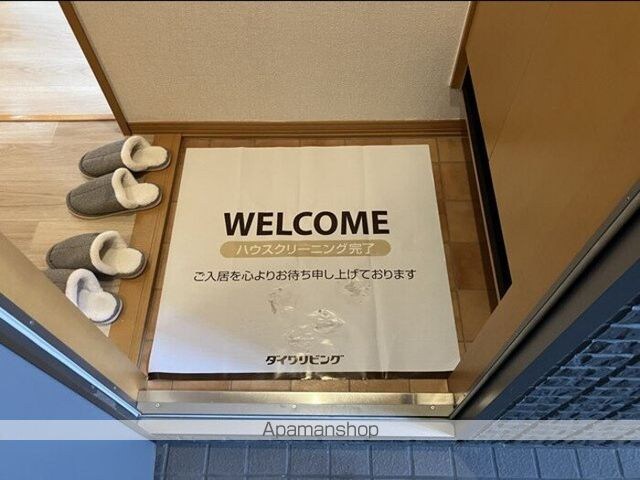 WELCOME
ハウスクリーニング完了
ご入居を心よりお待ち申し上げております
ダイワリビング
Apamanshop